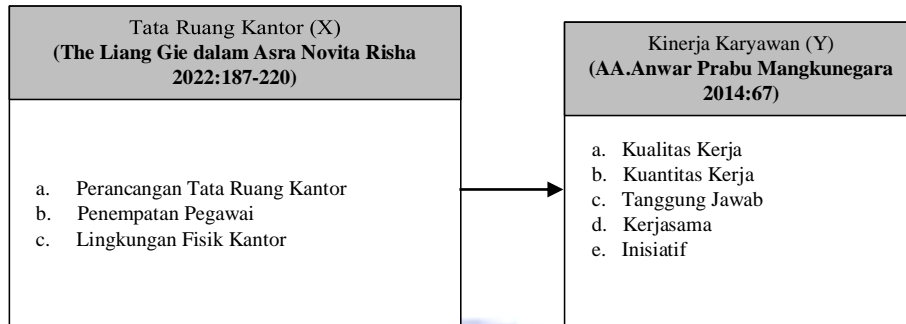 Tata Ruang Kantor (X)
(The Liang Gie dalam Asra Novita Risha
2022:187-220)
a. Perancangan Tata Ruang Kantor
b. Penempatan Pegawai
c. Lingkungan Fisik Kantor
Kinerja Karyawan (Y)
(AA.Anwar Prabu Mangkunegara
2014:67)
a. Kualitas Kerja
b. Kuantitas Kerja
c. Tanggung Jawab
d. Kerjasama
e. Inisiatif